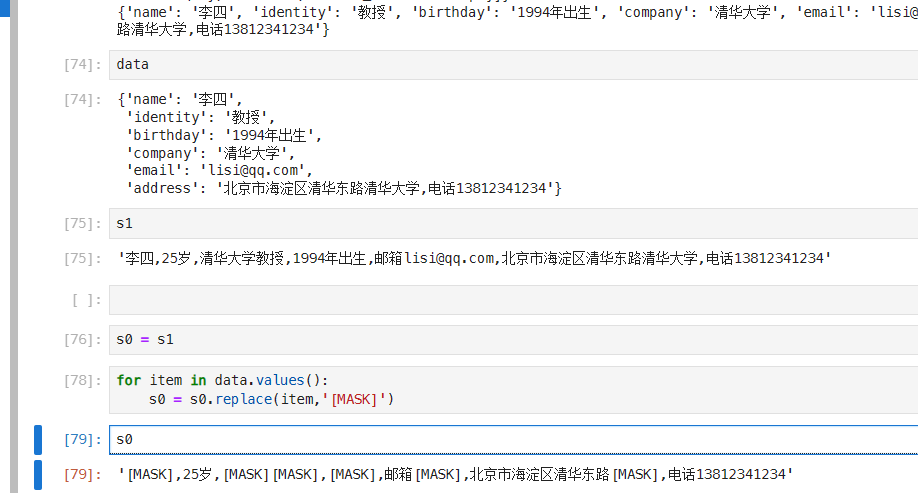 {'name': '李四', 'identity': '教授', 'birthday': '1994年出生', 'company': '清华大学', 'email': 'lisi@
路清华大学,电话13812341234'}
[74]: data
[74]: {'name': '李四',
'identity': '教授',
'birthday': '1994年出生',
'company': '清华大学',
'email': 'lisi@qq.com',
'address': '北京市海淀区清华东路清华大学,电话13812341234'}
[75]: s1
[75]: '李四,25岁,清华大学教授,1994年出生,邮箱lisi@qq.com,北京市海淀区清华东路清华大学,电话13812341234'
[ ]:
[76]: s0 = s1
[78]: for item in data.values():
s0 = s0.replace(item,'[MASK]')
[79]: s0
[79]: '[MASK],25岁,[MASK][MASK],[MASK],邮箱[MASK],北京市海淀区清华东路[MASK],电话13812341234'